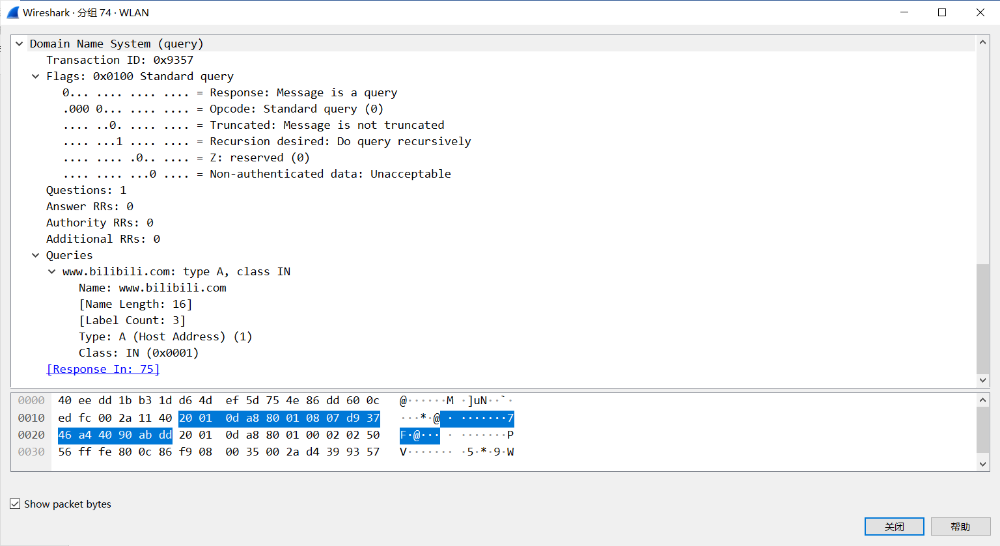 Wireshark · 分组 74 · WLAN
Domain Name System (query)
Transaction ID: 0x9357
Flags: 0x0100 Standard query
0... .... .... .... = Response: Message is a query
.000 0... .... .... = Opcode: Standard query (0)
.... ..0. .... .... = Truncated: Message is not truncated
.... ...1 .... .... = Recursion desired: Do query recursively
.... .... .0.. .... = Z: reserved (0)
.... .... ...0 .... = Non-authenticated data: Unacceptable
Questions: 1
Answer RRs: 0
Authority RRs: 0
Additional RRs: 0
Queries
www.bilibili.com: type A, class IN
Name: www.bilibili.com
[Name Length: 16]
[Label Count: 3]
Type: A (Host Address) (1)
Class: IN (0x0001)
[Response In: 75]
0000 40 ee dd 1b b3 1d d6 4d ef 5d 75 4e 86 dd 60 0c @······M ·]uN··`·
0010 ed fc 00 2a 11 40 20 01 0d a8 80 01 08 07 d9 37 ···*·@ · ·······7
0020 46 a4 40 90 ab dd 20 01 0d a8 80 01 00 02 02 50 F·@··· · ·······P
0030 56 ff fe 80 0c 86 f9 08 00 35 00 2a d4 39 93 57 V······· ·5·*·9·W
Show packet bytes
关闭
帮助